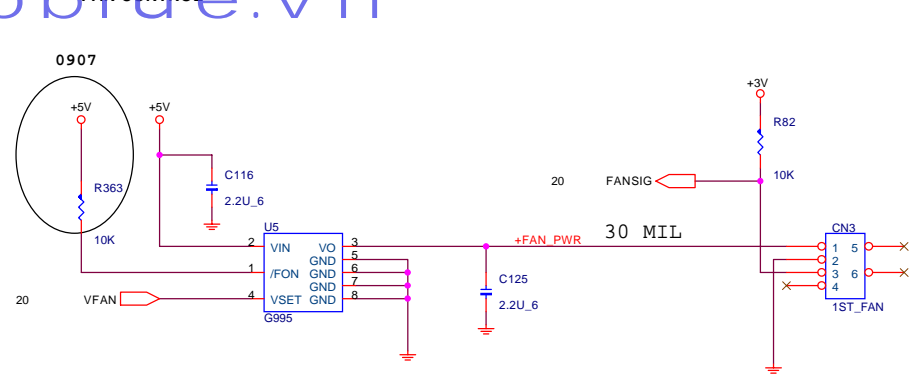 0907
+5V
+5V
+3V
R82
C116
20
FANSIG
10K
R363
2.2U_6
10K
U5
30 MIL
CN3
2 VIN VO 3
+FAN_PWR
1 5
GND 5
2
1 /FON GND 6
3 6
GND 7
C125
4
20
VFAN
4 VSET GND 8
2.2U_6
1ST_FAN
G995